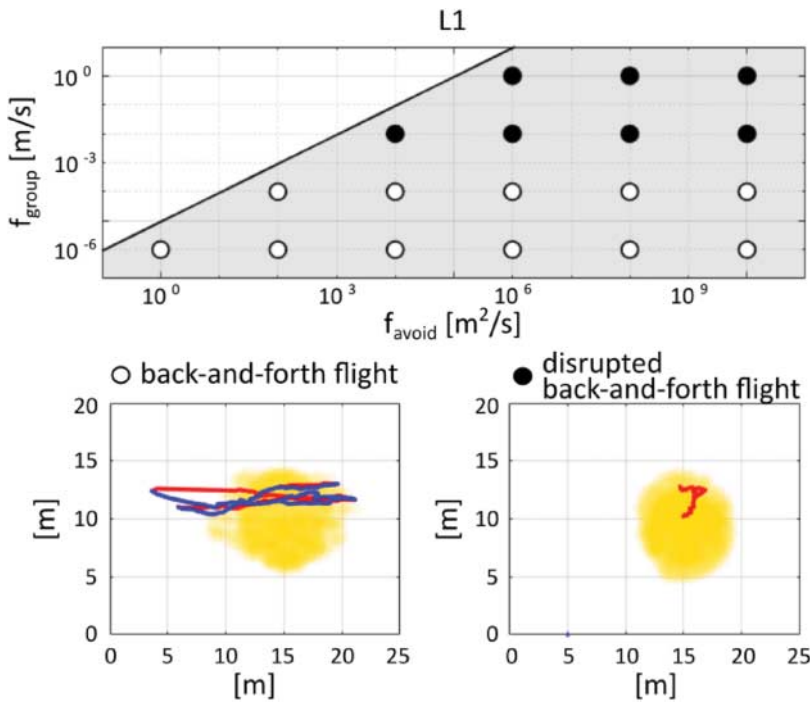 L1
f_group [m/s]
10^0
10^-3
10^-6
10^0 10^3 10^6 10^9
f_avoid [m²/s]
○ back-and-forth flight
● disrupted
back-and-forth flight
[m]
20
15
10
5
0
0 5 10 15 20 25
[m]
[m]
20
15
10
5
0
0 5 10 15 20 25
[m]